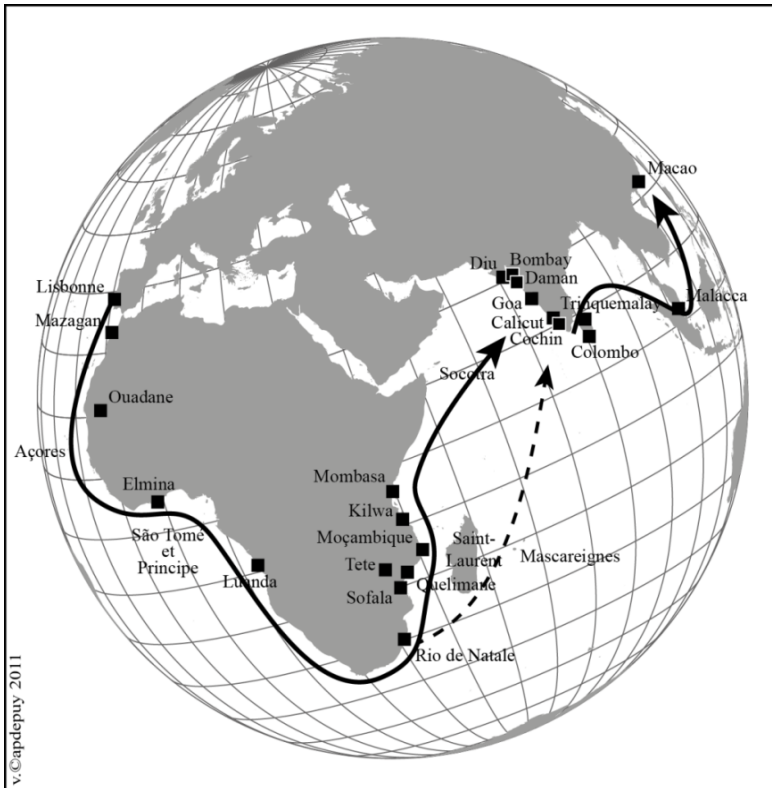 Macao
Bombay
Diu
Daman
Lisbonne
Goa
Trinquemalay
Malacca
Mazagan
Calicut
Cochin
Colombo
Socotra
Ouadane
Açores
Mombasa
Elmina
Kilwa
São Tomé
et
Principe
Moçambique
Saint-
Laurent
Mascareignes
Luanda
Tete
Quelimane
Sofala
Rio de Natale
v.©apdepuy 2011